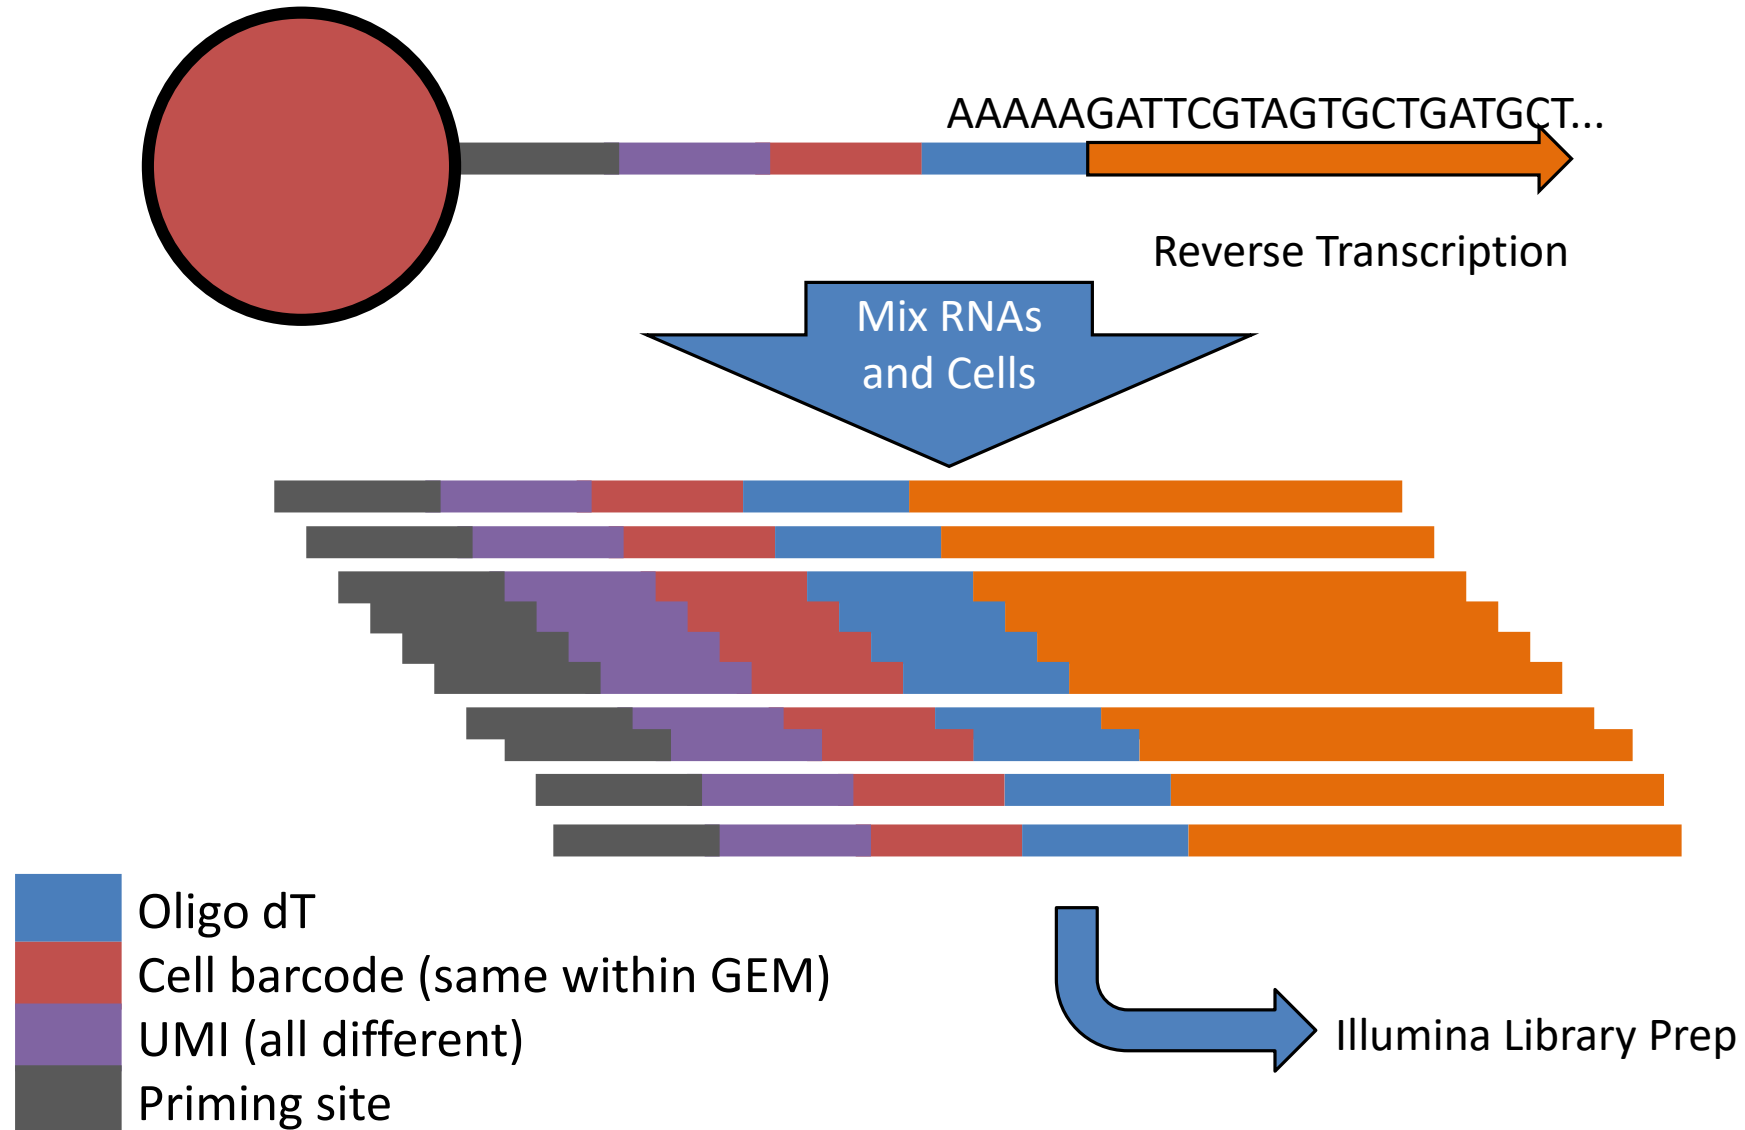 AAAAAGATTCGTAGTGCTGATGCT...
Reverse Transcription
Mix RNAs
and Cells
Oligo dT
Cell barcode (same within GEM)
UMI (all different)
Priming site
Illumina Library Prep